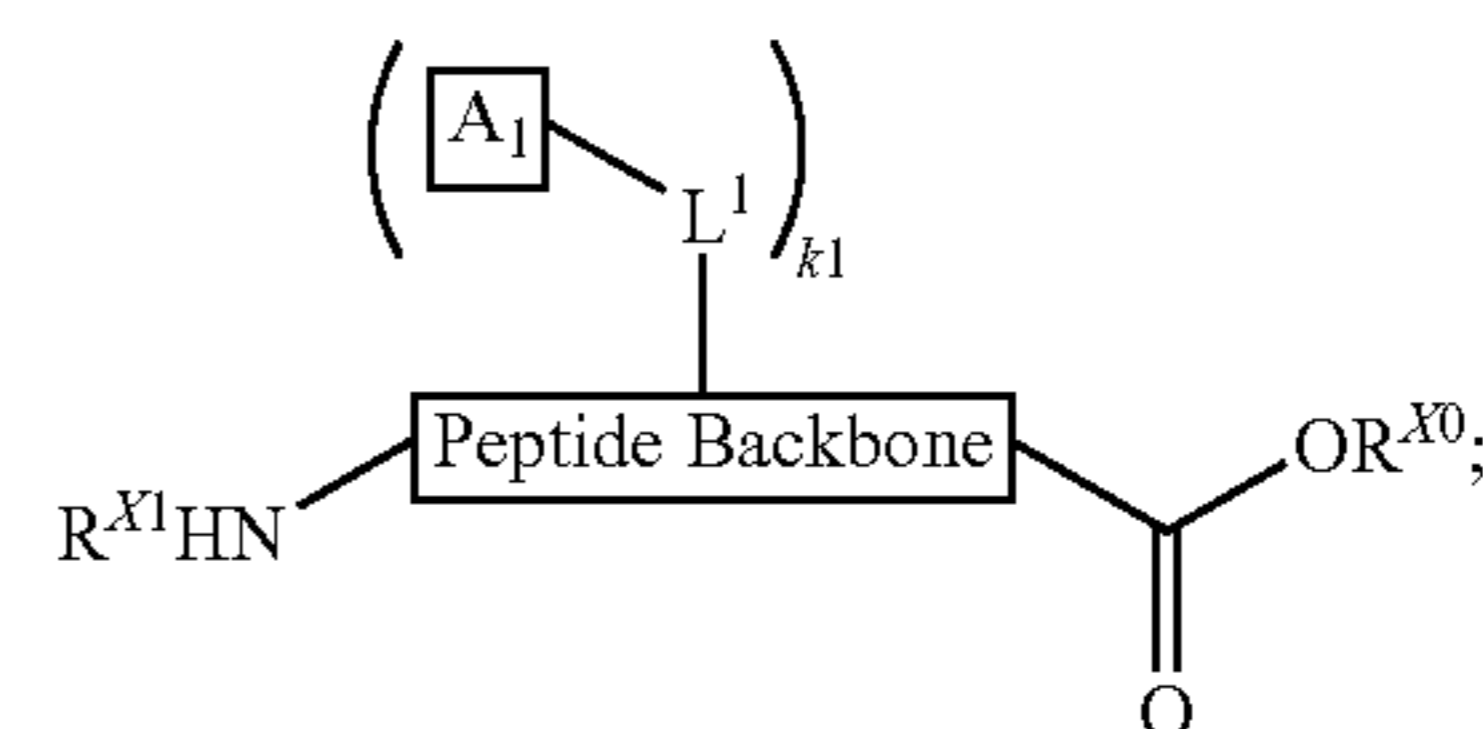 A₁
L¹
k1
Peptide Backbone
ORˣ⁰;
Rˣ¹HN
O